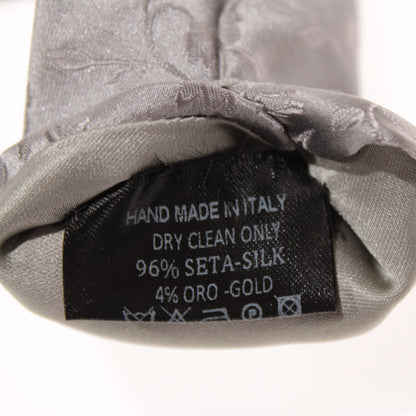 HAND MADE IN ITALY
DRY CLEAN ONLY
96% SETA-SILK
4% ORO -GOLD